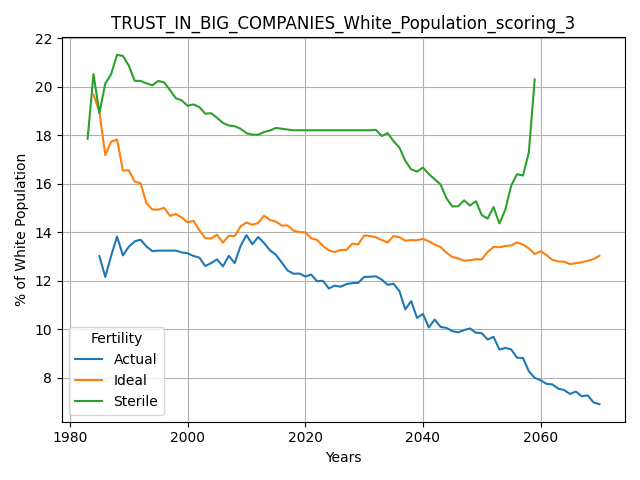 TRUST_IN_BIG_COMPANIES_White_Population_scoring_3
22
20
18
16
14
12
10
8
% of White Population
Fertility
Actual
Ideal
Sterile
1980
2000
2020
2040
2060
Years